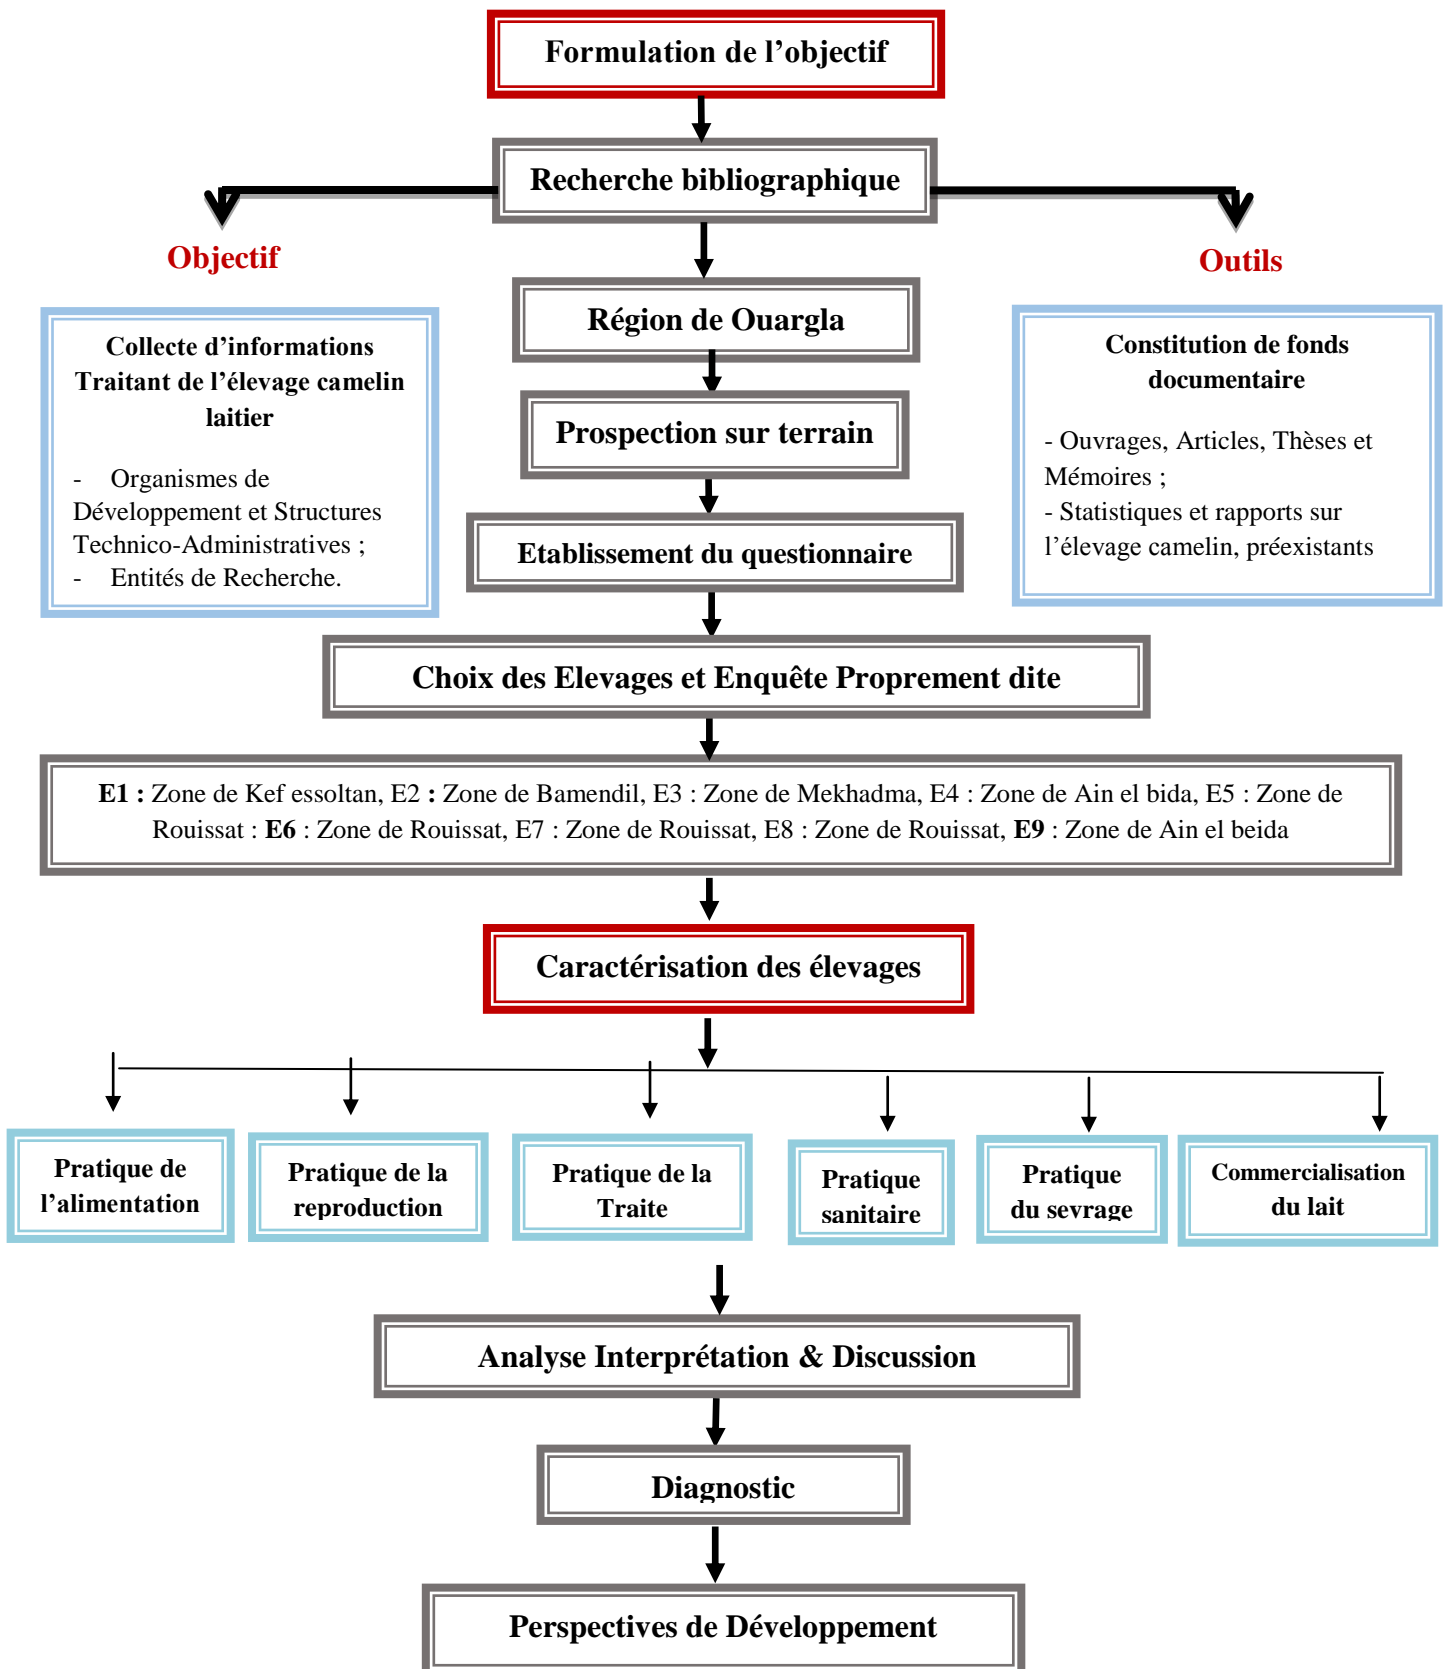 Formulation de l’objectif
Recherche bibliographique
Objectif
Outils
Collecte d’informations
Traitant de l’élevage camelin
laitier
- Organismes de
Développement et Structures
Technico-Administratives ;
- Entités de Recherche.
Région de Ouargla
Prospection sur terrain
Etablissement du questionnaire
Constitution de fonds
documentaire
- Ouvrages, Articles, Thèses et
Mémoires ;
- Statistiques et rapports sur
l’élevage camelin, préexistants
Choix des Elevages et Enquête Proprement dite
E1 : Zone de Kef essoltan, E2 : Zone de Bamendil, E3 : Zone de Mekhadma, E4 : Zone de Ain el bida, E5 : Zone de
Rouissat : E6 : Zone de Rouissat, E7 : Zone de Rouissat, E8 : Zone de Rouissat, E9 : Zone de Ain el beida
Caractérisation des élevages
Pratique de
l’alimentation
Pratique de la
reproduction
Pratique de la
Traite
Pratique
sanitaire
Pratique
du sevrage
Commercialisation
du lait
Analyse Interprétation & Discussion
Diagnostic
Perspectives de Développement